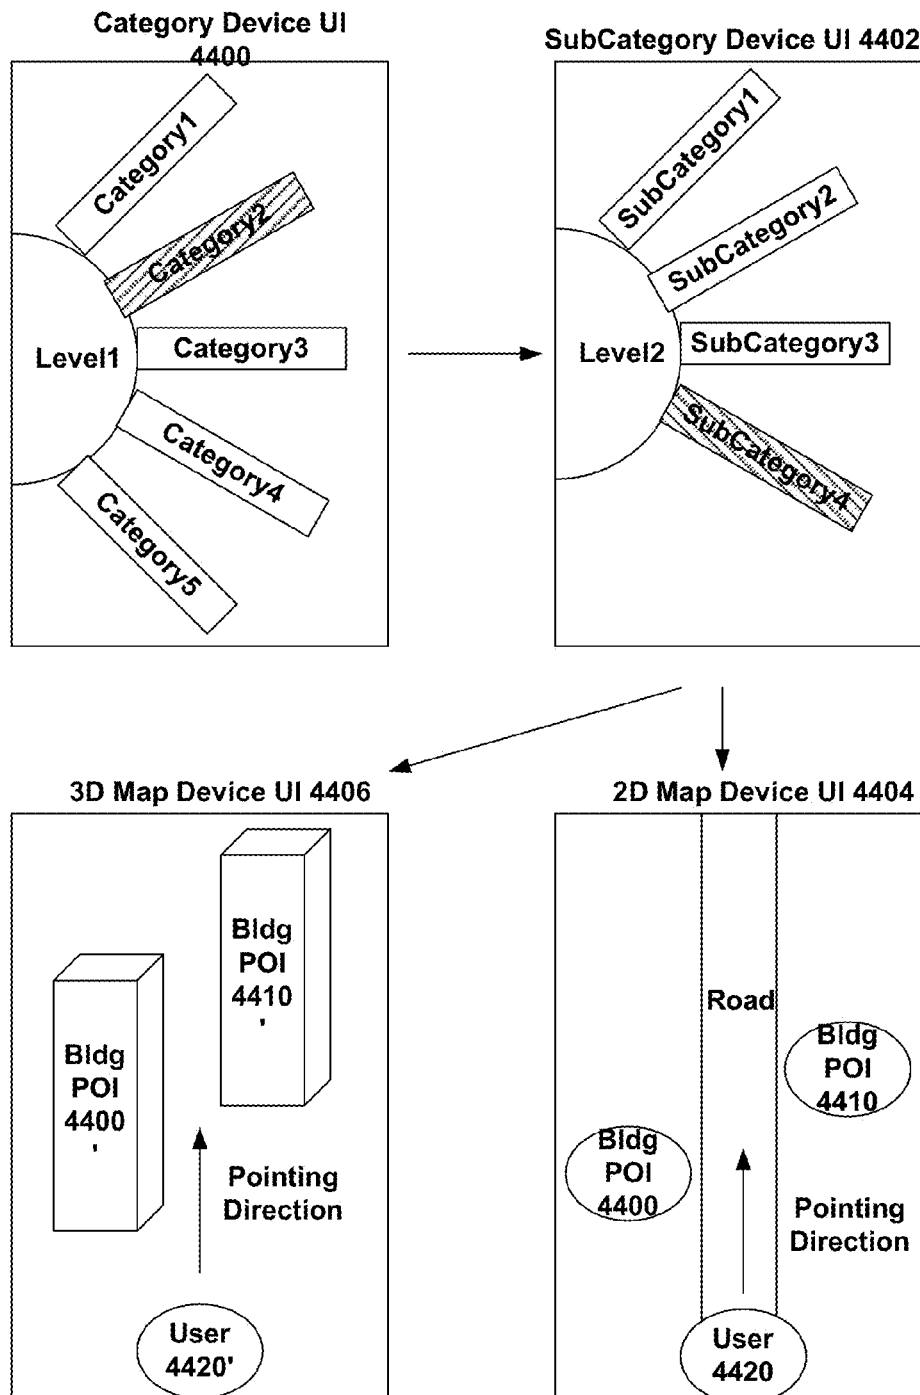 Category Device UI
4400
Category1
Category2
Level1
Category3
Category4
Category5
SubCategory Device UI 4402
SubCategory1
SubCategory2
Level2
SubCategory3
SubCategory4
3D Map Device UI 4406
Bldg
POI
4410
'
Bldg
POI
4400
'
Pointing
Direction
User
4420'
2D Map Device UI 4404
Road
Bldg
POI
4410
Bldg
POI
4400
Pointing
Direction
User
4420